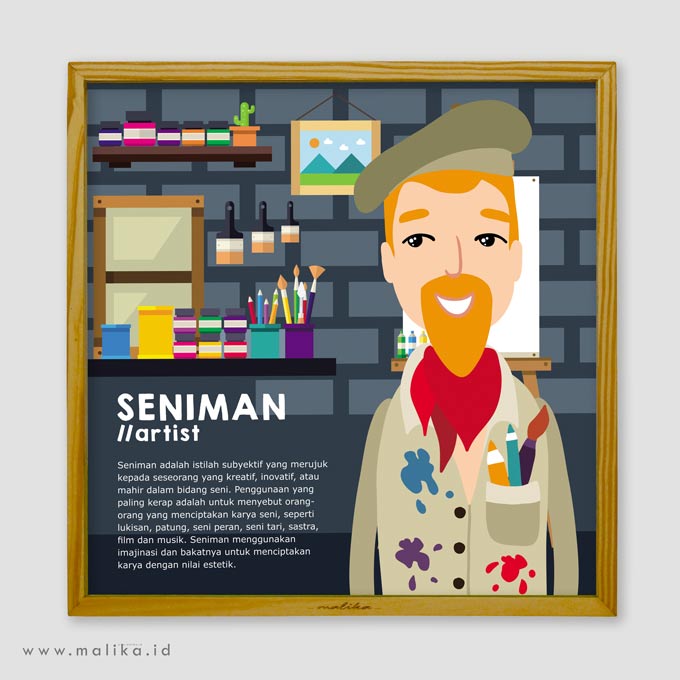 SENIMAN
//artist
Seniman adalah istilah subyektif yang merujuk
kepada seseorang yang kreatif, inovatif, atau
mahir dalam bidang seni. Penggunaan yang
paling kerap adalah untuk menyebut orang-
orang yang menciptakan karya seni, seperti
lukisan, patung, seni peran, seni tari, sastra,
film dan musik. Seniman menggunakan
imajinasi dan bakatnya untuk menciptakan
karya dengan nilai estetik.
malika
www.malika.id